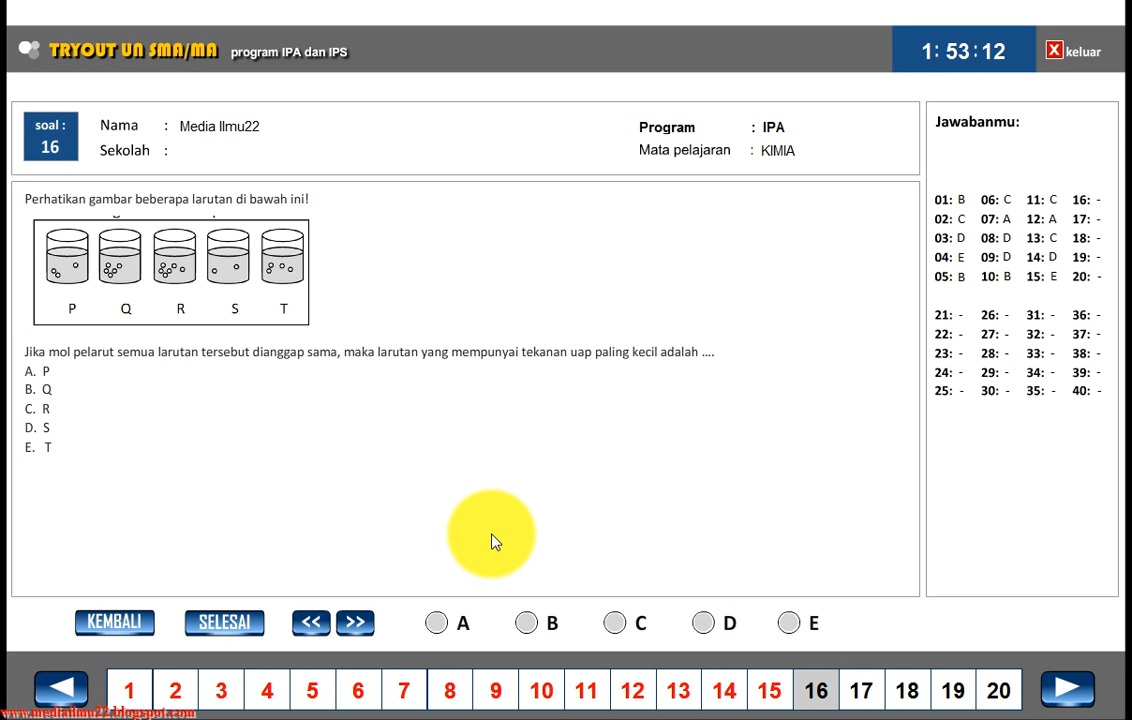 TRYOUT UN SMA/MA program IPA dan IPS
1: 53:12
X keluar
soal :
16
Nama : Media Ilmu22
Sekolah :
Program : IPA
Mata pelajaran : KIMIA
Perhatikan gambar beberapa larutan di bawah ini!
P Q R S T
Jika mol pelarut semua larutan tersebut dianggap sama, maka larutan yang mempunyai tekanan uap paling kecil adalah ....
A. P
B. Q
C. R
D. S
E. T
Jawabanmu:
01: B 06: C 11: C 16: -
02: C 07: A 12: A 17: -
03: D 08: D 13: C 18: -
04: E 09: D 14: D 19: -
05: B 10: B 15: E 20: -
21: - 26: - 31: - 36: -
22: - 27: - 32: - 37: -
23: - 28: - 33: - 38: -
24: - 29: - 34: - 39: -
25: - 30: - 35: - 40: -
KEMBALI SELESAI << >> A B C D E
1 2 3 4 5 6 7 8 9 10 11 12 13 14 15 16 17 18 19 20
www.mediailmu22.blogspot.com